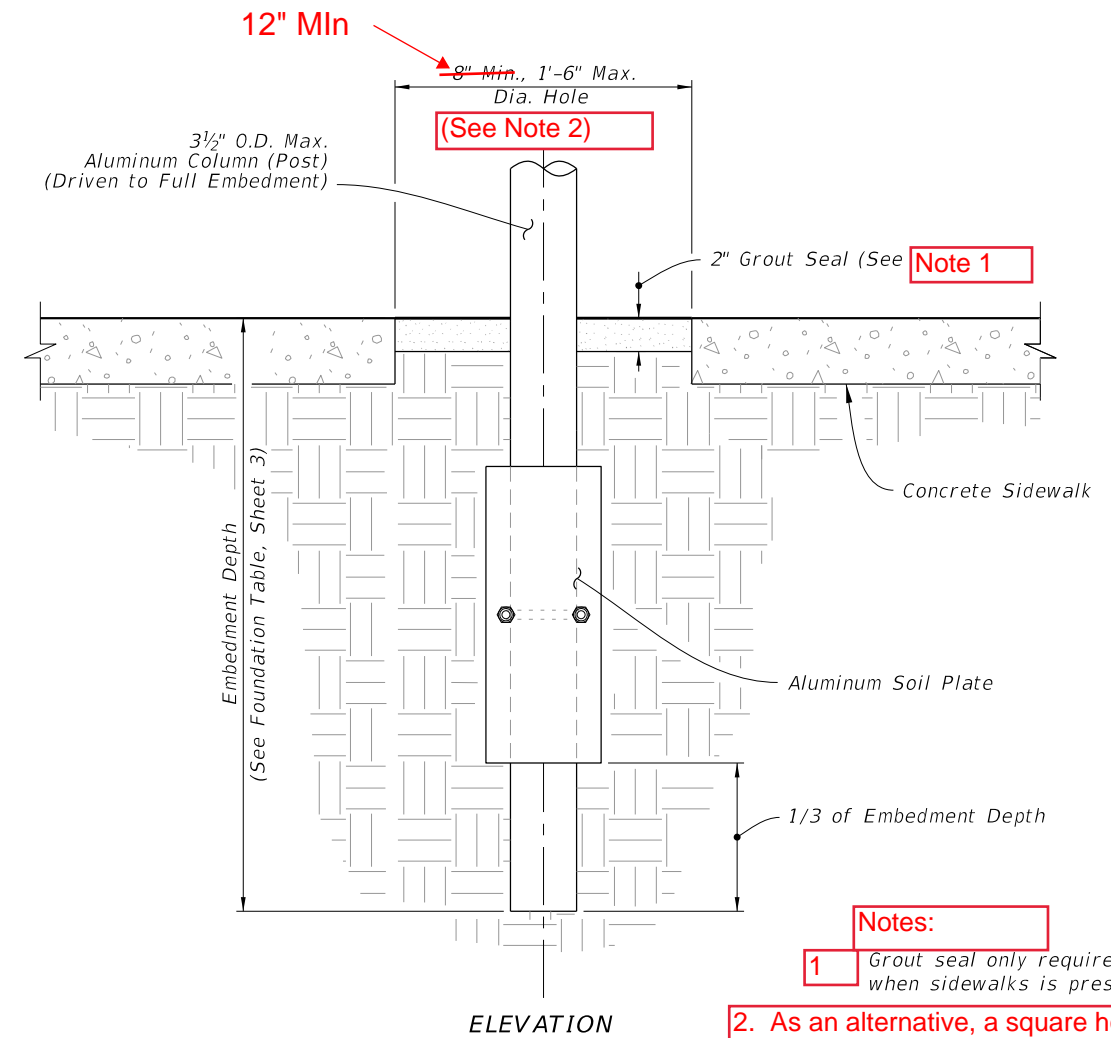 12" MIn
8" Min., 1'-6" Max.
Dia. Hole
(See Note 2)
3½" O.D. Max.
Aluminum Column (Post)
(Driven to Full Embedment)
2" Grout Seal (See Note 1
Concrete Sidewalk
Embedment Depth
(See Foundation Table, Sheet 3)
Aluminum Soil Plate
1/3 of Embedment Depth
Notes:
1 Grout seal only require
when sidewalks is pres
2. As an alternative, a square ho
ELEVATION